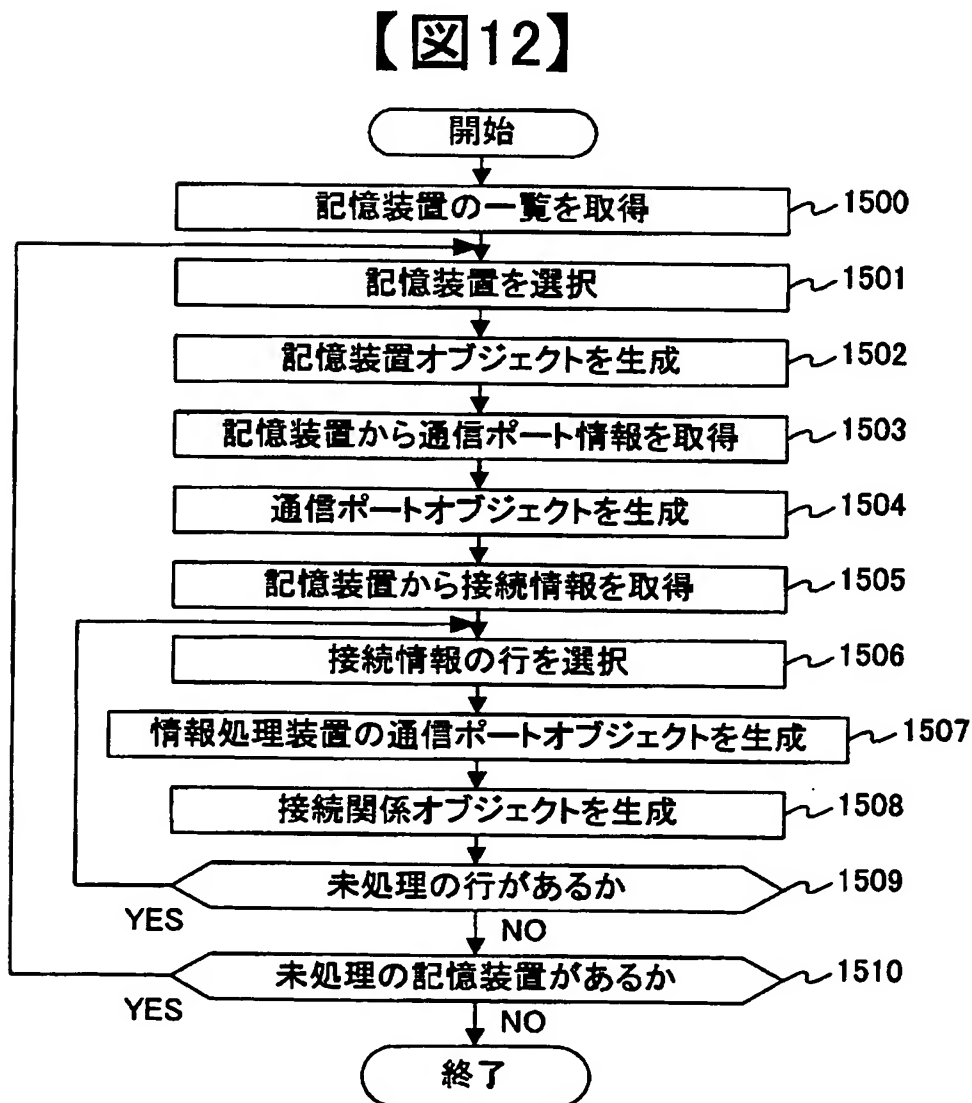 【図12】
開始
記憶装置の一覧を取得 1500
記憶装置を選択 1501
記憶装置オブジェクトを生成 1502
記憶装置から通信ポート情報を取得 1503
通信ポートオブジェクトを生成 1504
記憶装置から接続情報を取得 1505
接続情報の行を選択 1506
情報処理装置の通信ポートオブジェクトを生成 1507
接続関係オブジェクトを生成 1508
未処理の行があるか 1509
YES NO
未処理の記憶装置があるか 1510
YES NO
終了